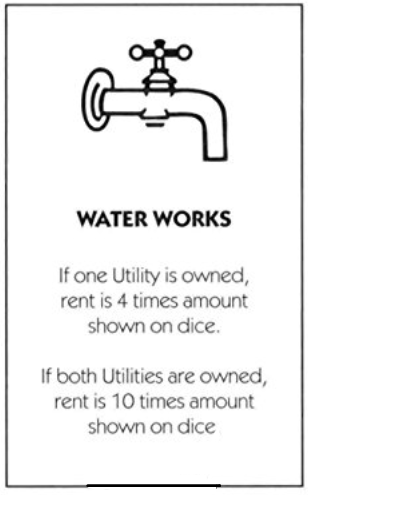 WATER WORKS
If one Utility is owned,
rent is 4 times amount
shown on dice.
If both Utilities are owned,
rent is 10 times amount
shown on dice